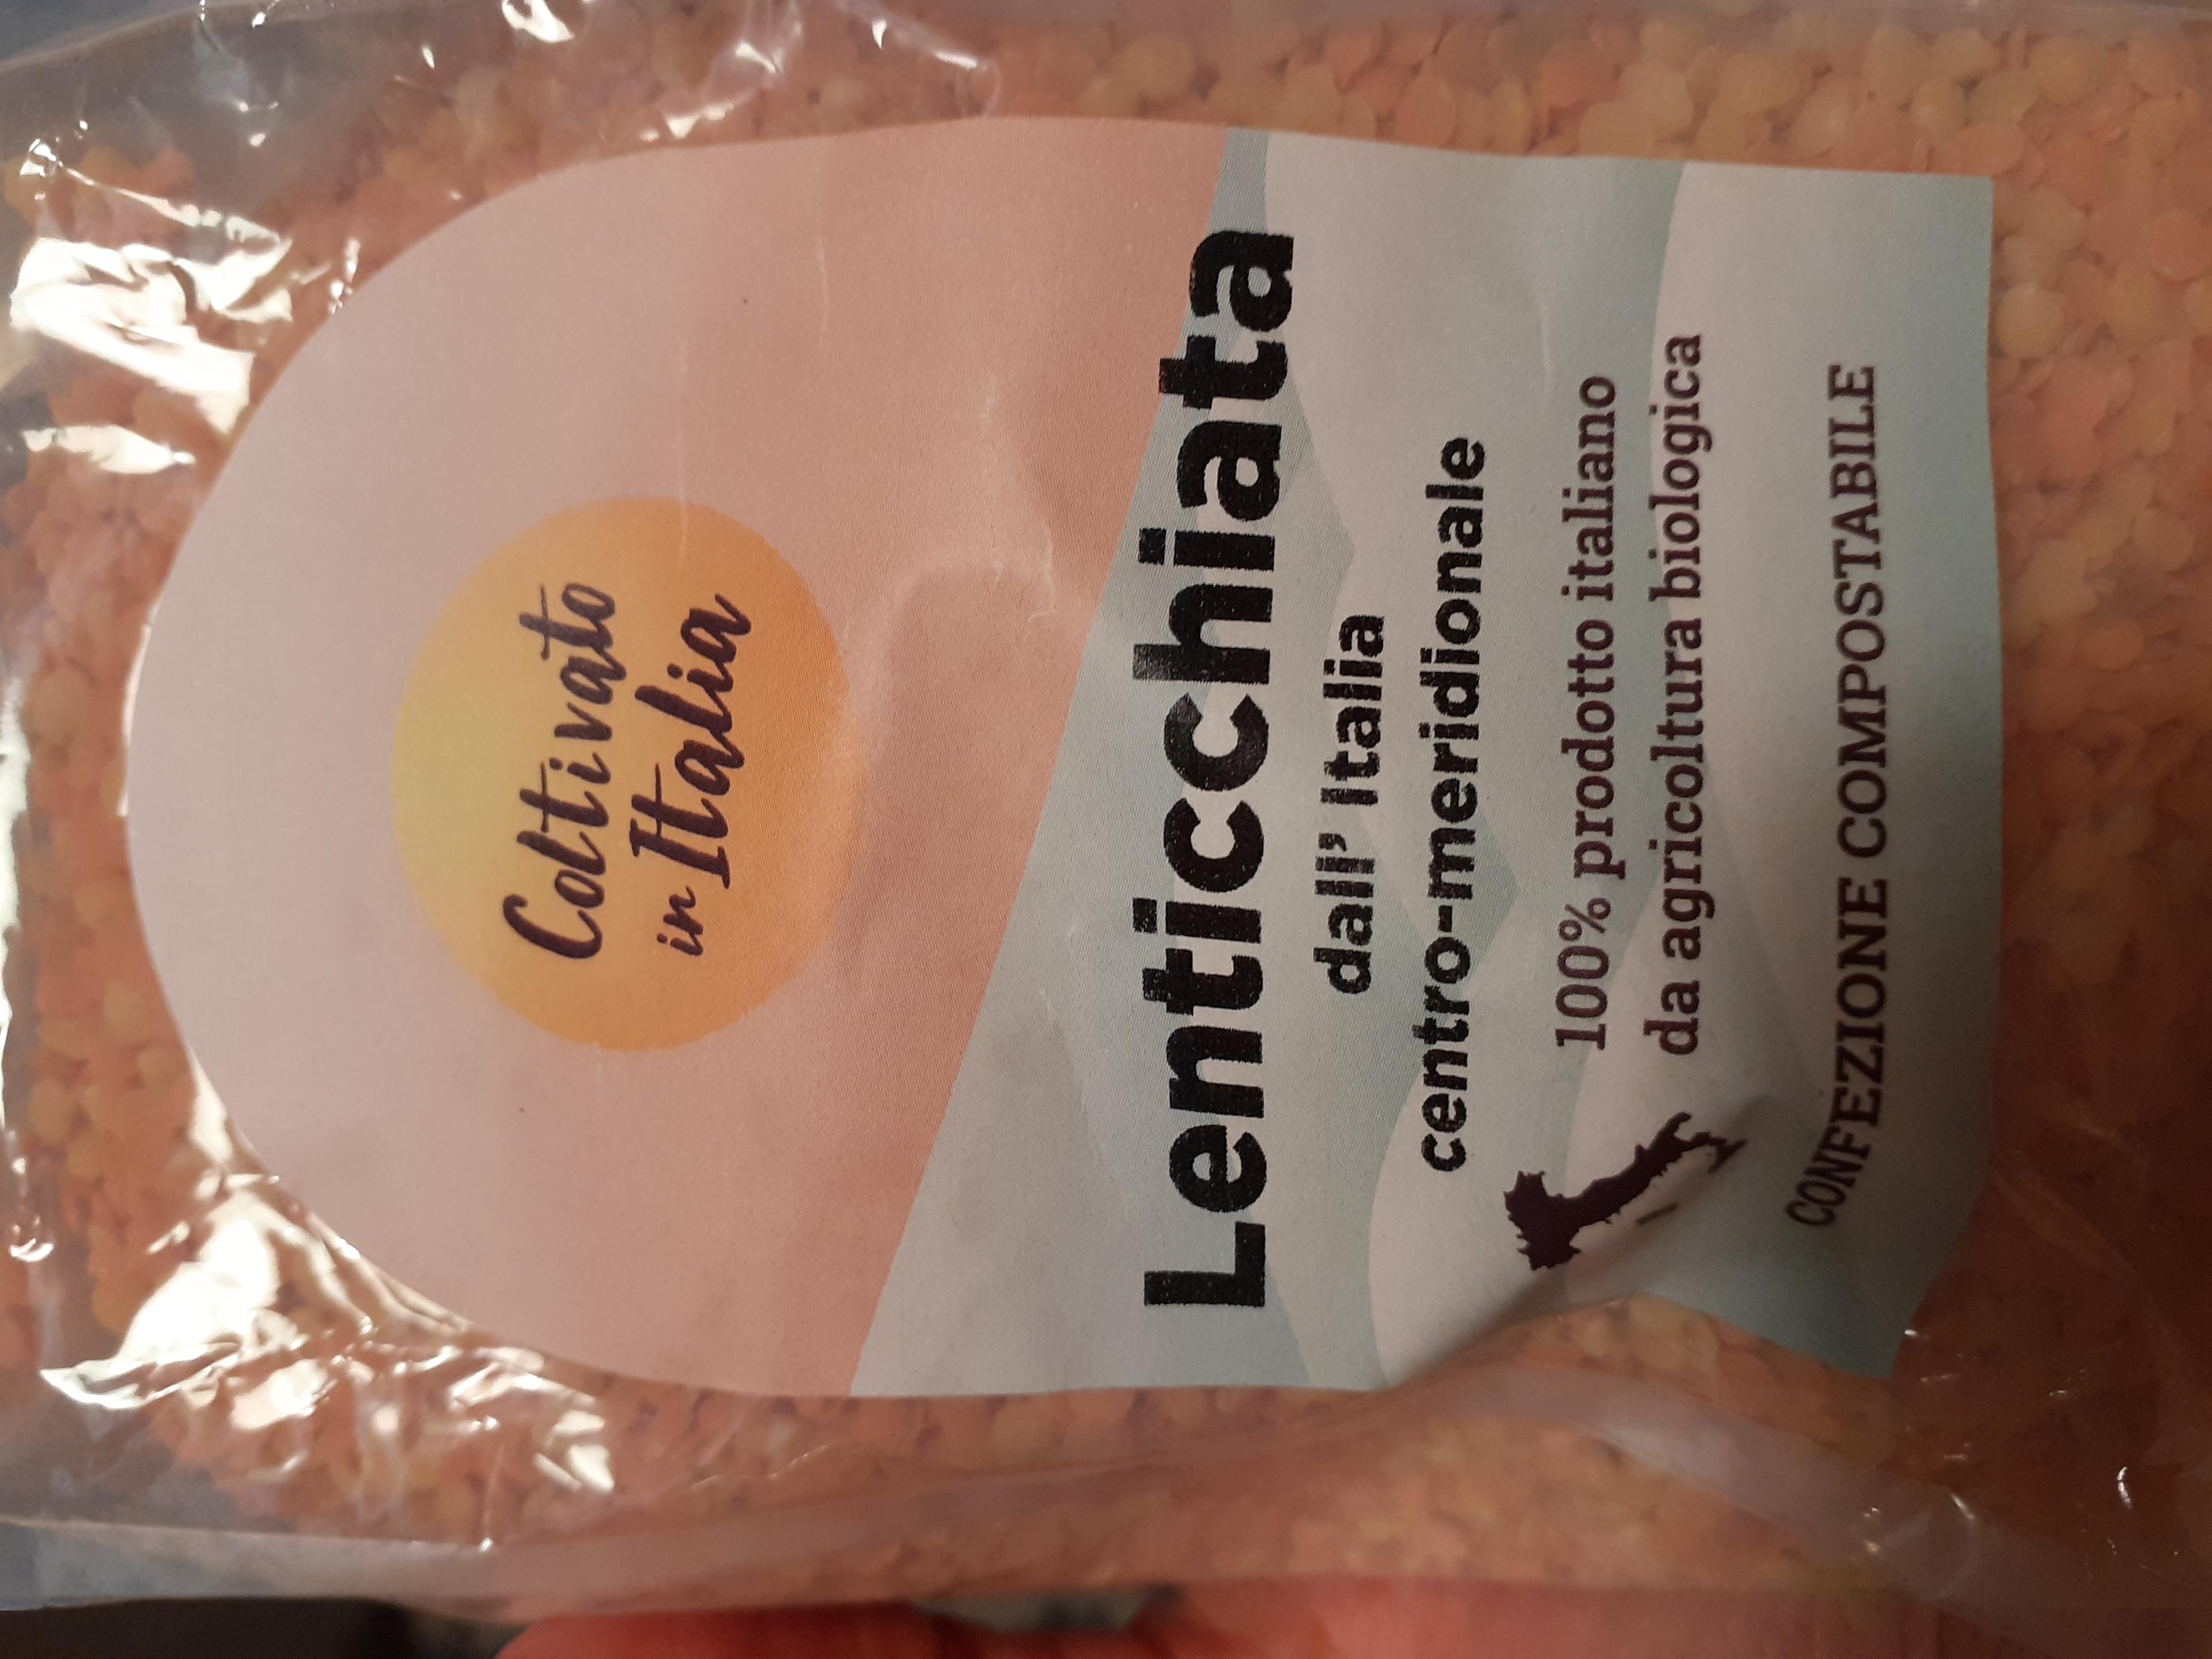 Coltivato
in Italia
Lenticchiata
dall' Italia
centro-meridionale
100% prodotto italiano
da agricoltura biologica
CONFEZIONE COMPOSTABILE